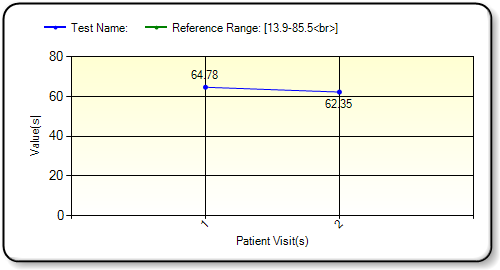 Test Name: Reference Range: [13.9-85.5<br>]
80
64.78
60
62.35
40
20
0
Value(s)
1 2
Patient Visit(s)